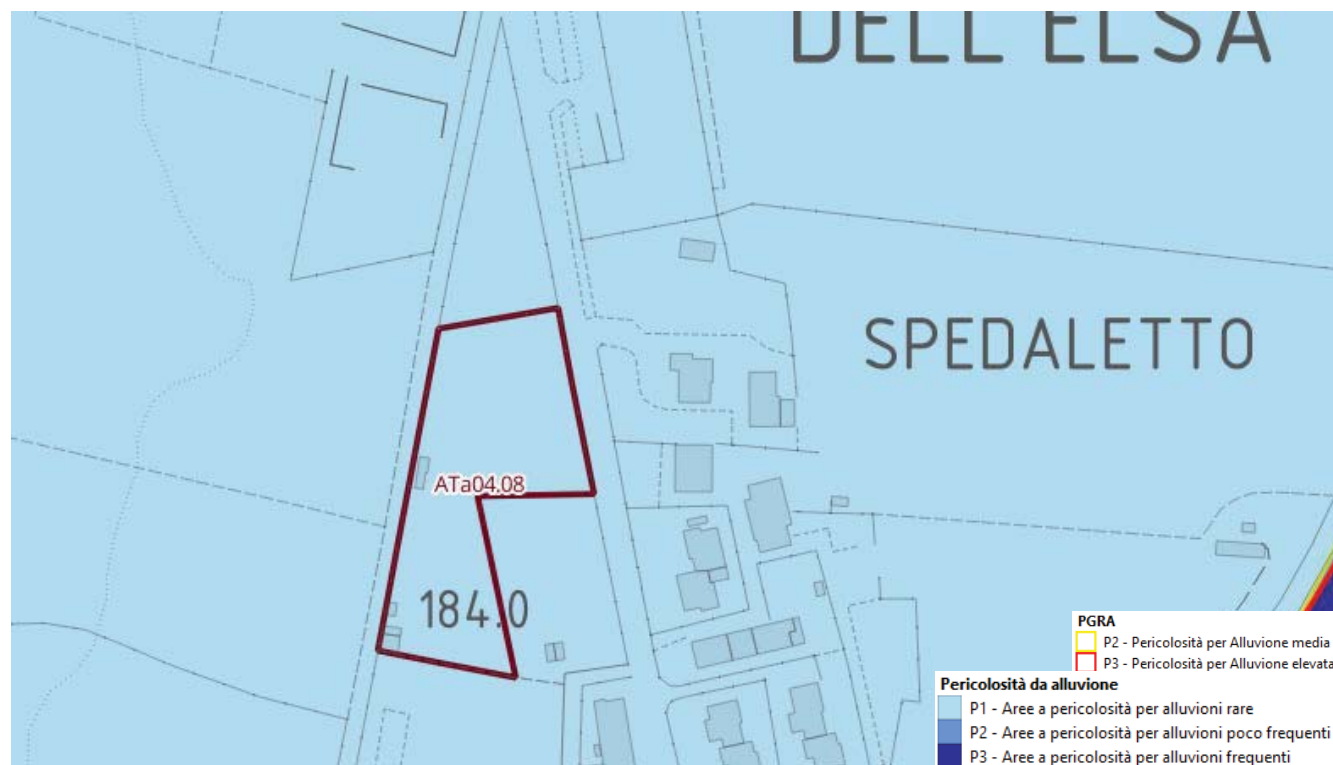 DELL'ELSA
SPEDALETTO
ATa04.08
184.0
PGRA
P2 - Pericolosità per Alluvione media
P3 - Pericolosità per Alluvione elevata
Pericolosità da alluvione
P1 - Aree a pericolosità per alluvioni rare
P2 - Aree a pericolosità per alluvioni poco frequenti
P3 - Aree a pericolosità per alluvioni frequenti